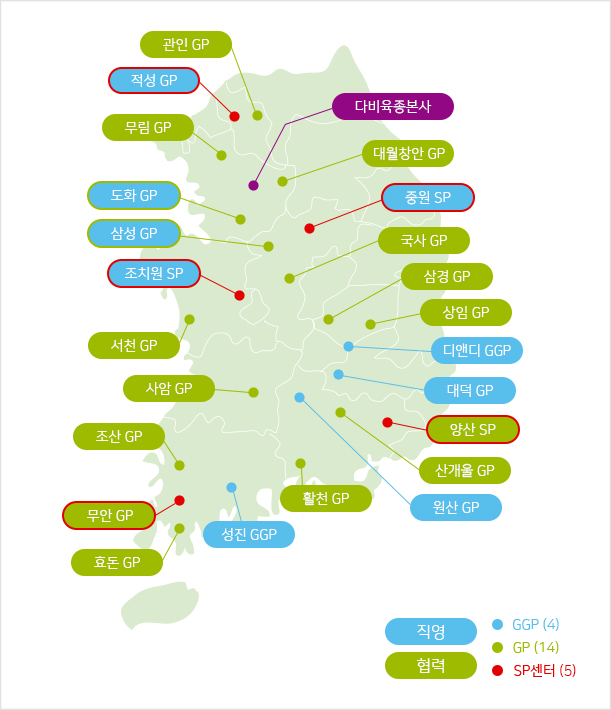 관인 GP
적성 GP
다비육종본사
무림 GP
대월창안 GP
도화 GP
중원 SP
삼성 GP
국사 GP
조치원 SP
삼경 GP
상임 GP
서천 GP
디앤디 GGP
사암 GP
대덕 GP
조산 GP
양산 SP
산개울 GP
활천 GP
원산 GP
무안 GP
성진 GGP
효돈 GP
직영
협력
GGP (4)
GP (14)
SP센터 (5)